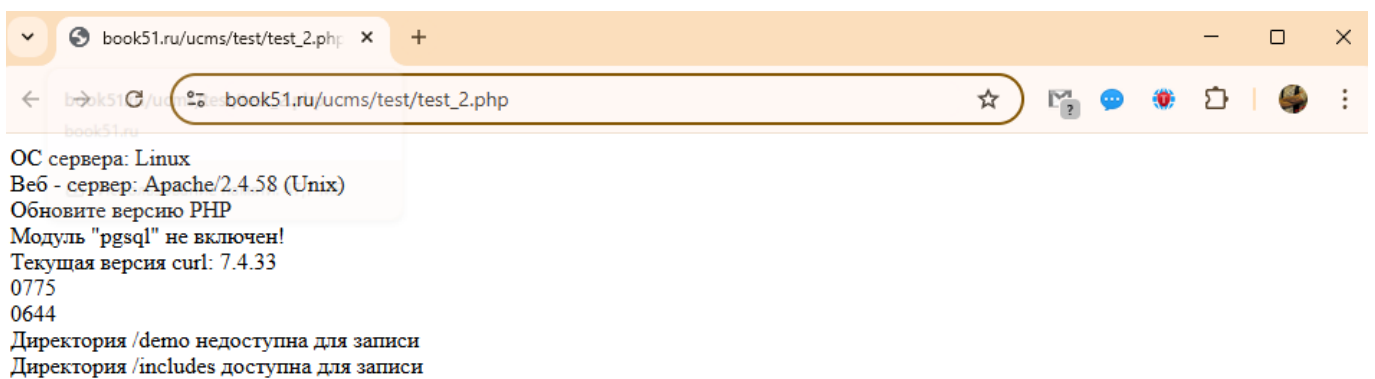 book51.ru/ucms/test/test_2.php
book51.ru/ucms/test/test_2.php
book51.ru
ОС сервера: Linux
Веб - сервер: Apache/2.4.58 (Unix)
Обновите версию PHP
Модуль "pgsql" не включен!
Текущая версия curl: 7.4.33
0775
0644
Директория /demo недоступна для записи
Директория /includes доступна для записи